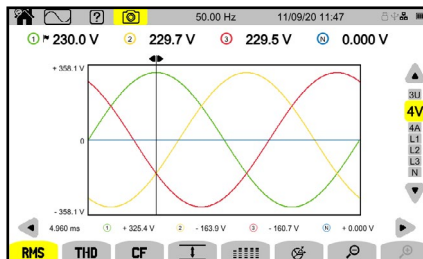 ? 50.00 Hz 11/09/20 11:47
1 230.0 V 2 229.7 V 3 229.5 V N 0.000 V
+ 358.1 V
0
- 358.1 V
3U
4V
4A
L1
L2
L3
N
4.960 ms 1 + 325.4 V 2 -163.9 V 3 - 160.7 V N + 0.000 V
RMS THD CF